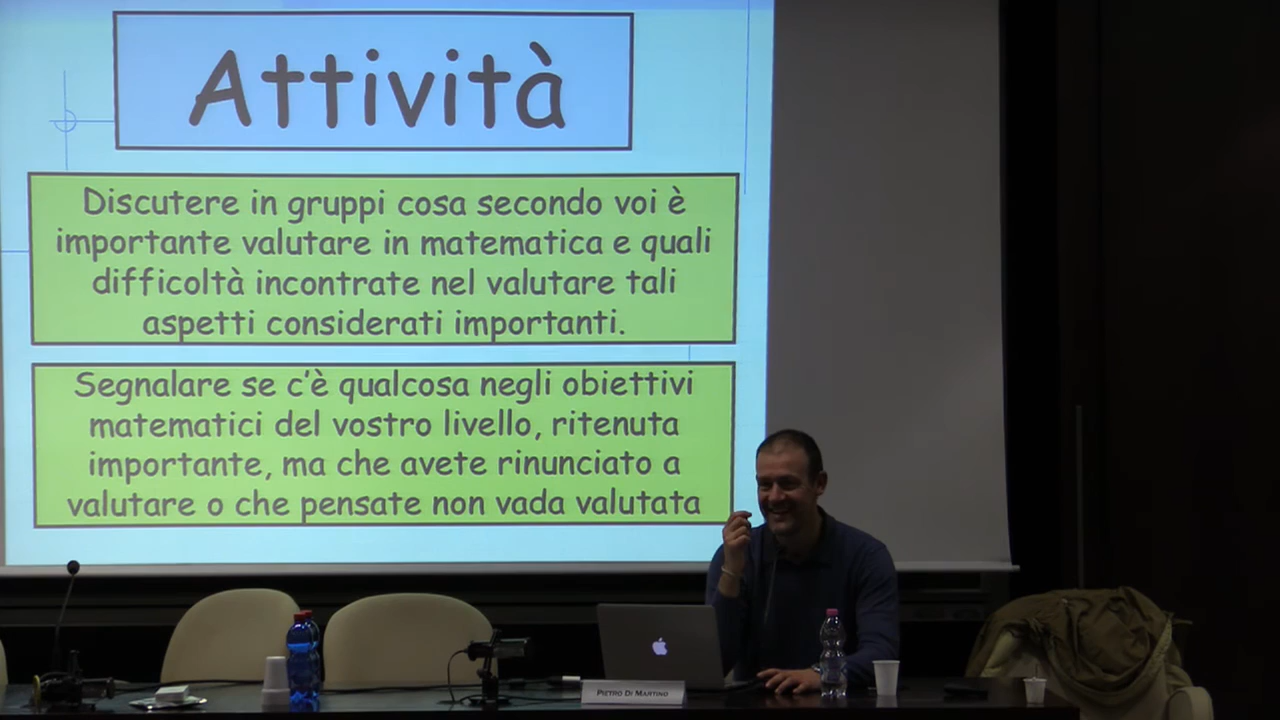 Attività
Discutere in gruppi cosa secondo voi è
importante valutare in matematica e quali
difficoltà incontrate nel valutare tali
aspetti considerati importanti.
Segnalare se c'è qualcosa negli obiettivi
matematici del vostro livello, ritenuta
importante, ma che avete rinunciato a
valutare o che pensate non vada valutata
PIETRO DI MARTINO